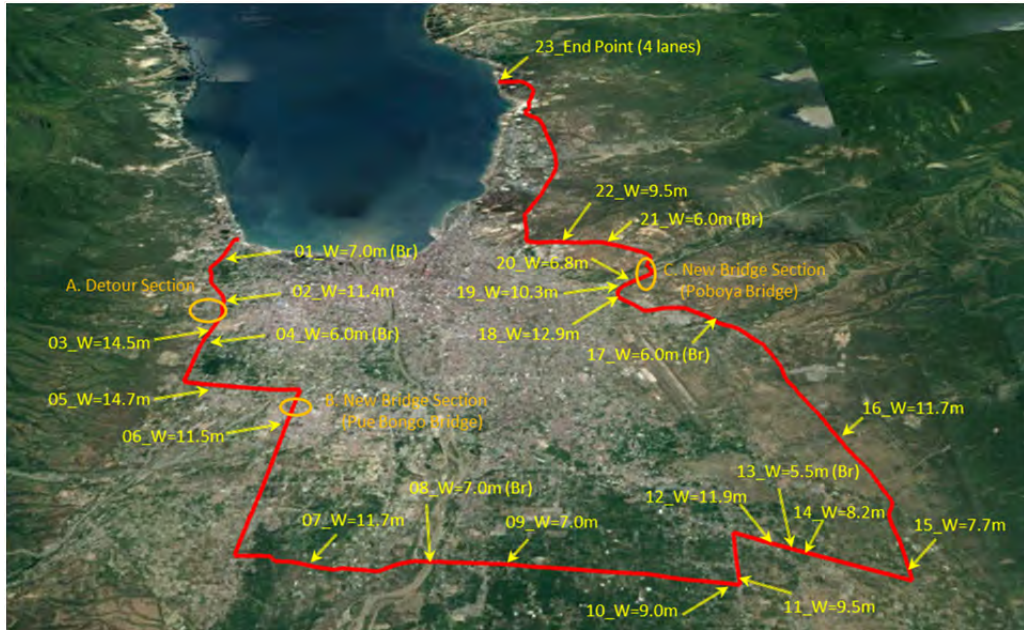 23_End Point (4 lanes)
22_W=9.5m
21_W=6.0m (Br)
01_W=7.0m (Br)
20_W=6.8m
C. New Bridge Section
(Poboya Bridge)
A. Detour Section
02_W=11.4m
19_W=10.3m
03_W=14.5m
04_W=6.0m (Br)
18_W=12.9m
17_W=6.0m (Br)
05_W=14.7m
B. New Bridge Section
(Pue Bongo Bridge)
16_W=11.7m
06_W=11.5m
08_W=7.0m (Br)
13_W=5.5m (Br)
12_W=11.9m
07_W=11.7m
09_W=7.0m
14_W=8.2m
15_W=7.7m
10_W=9.0m
11_W=9.5m